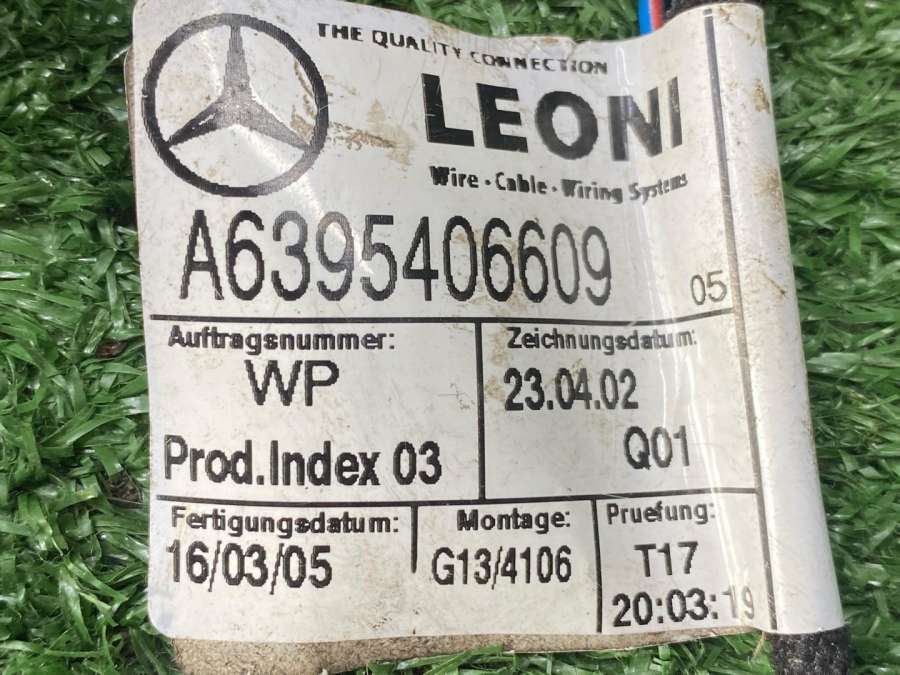 THE QUALITY CONNECTION
LEONI
Wire • Cable • Wiring Systems
A6395406609 05
Auftragsnummer:
WP
Prod.Index 03
Zeichnungsdatum:
23.04.02
Q01
Fertigungsdatum:
16/03/05
Montage:
G13/4106
Pruefung:
T17
20:03:19